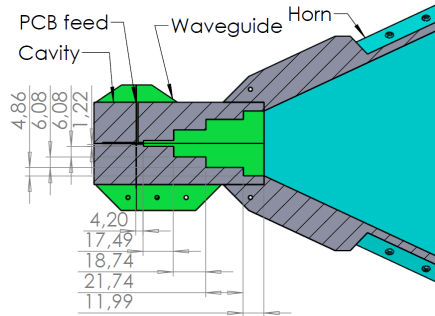 PCB feed
Horn
Waveguide
Cavity
4,86
6,08
6,08
1,22
4,20
17,49
18,74
21,74
11,99